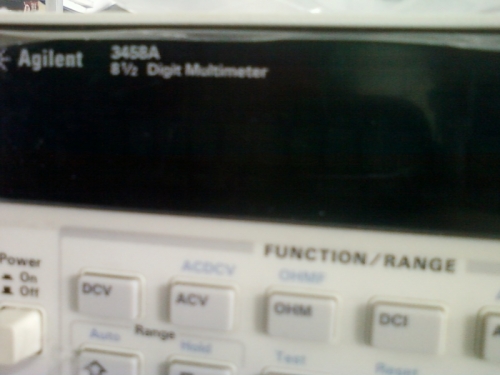 Agilent 3458A
8½ Digit Multimeter
FUNCTION/RANGE
Power
On
Off
ACDCV OHMF
DCV ACV OHM DCI
Auto Range Hold Test Reset